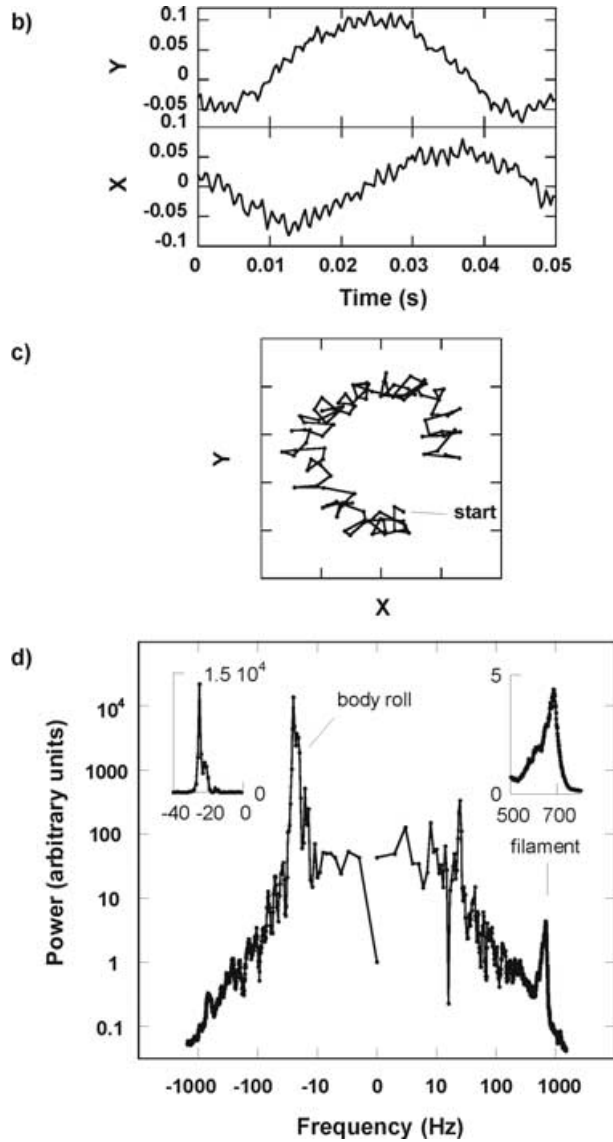 b)
0.1
0.05
0
-0.05
Y
0.1
0.05
0
-0.05
-0.1
X
0 0.01 0.02 0.03 0.04 0.05
Time (s)
c)
Y
start
X
d)
1.5 10⁴
0
-40 -20 0
body roll
5
0
500 700
filament
10⁴
1000
100
10
1
0.1
Power (arbitrary units)
-1000 -100 -10 0 10 100 1000
Frequency (Hz)